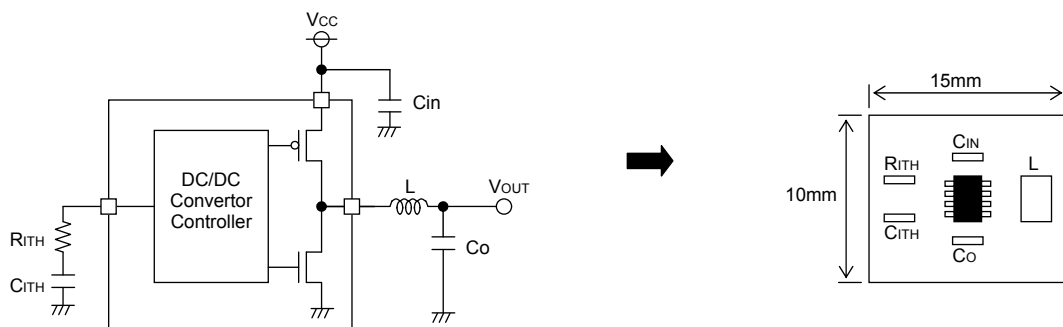 VCC
Cin
DC/DC
Convertor
Controller
L
VOUT
RITH
Co
CITH
15mm
10mm
CIN
RITH
L
CITH
CO